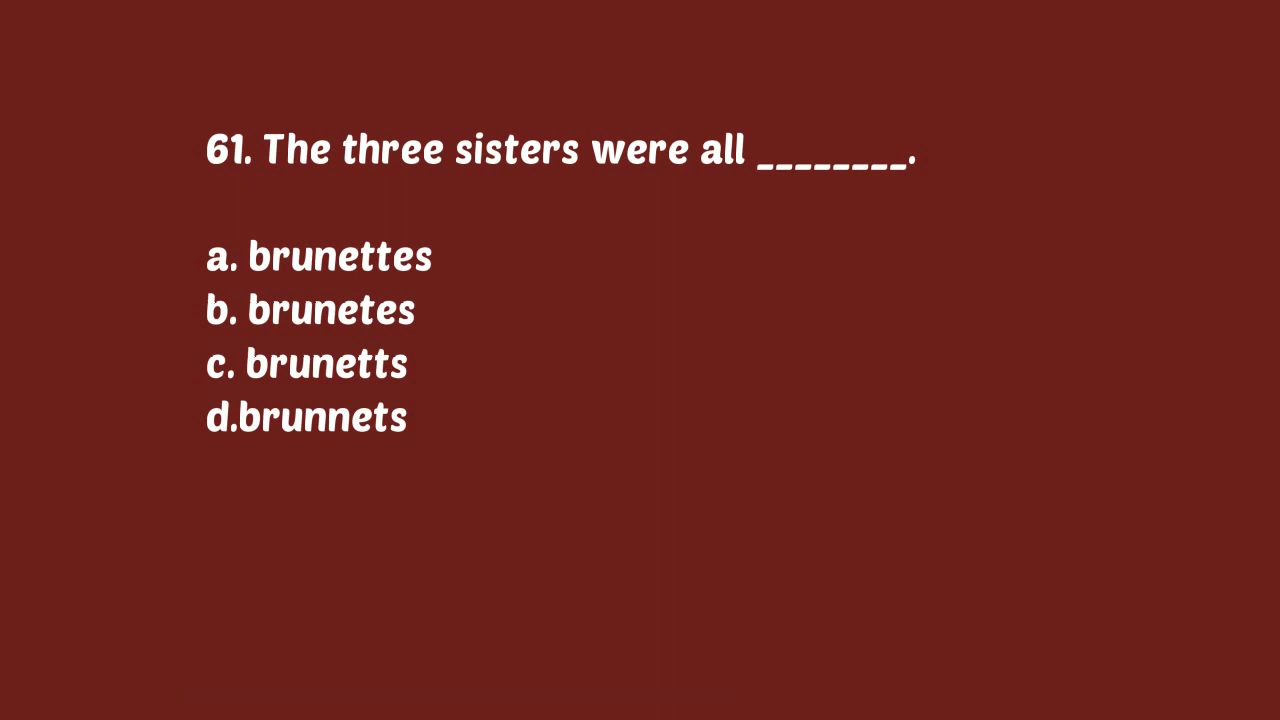 61. The three sisters were all ________.
a. brunettes
b. brunetes
c. brunetts
d.brunnets